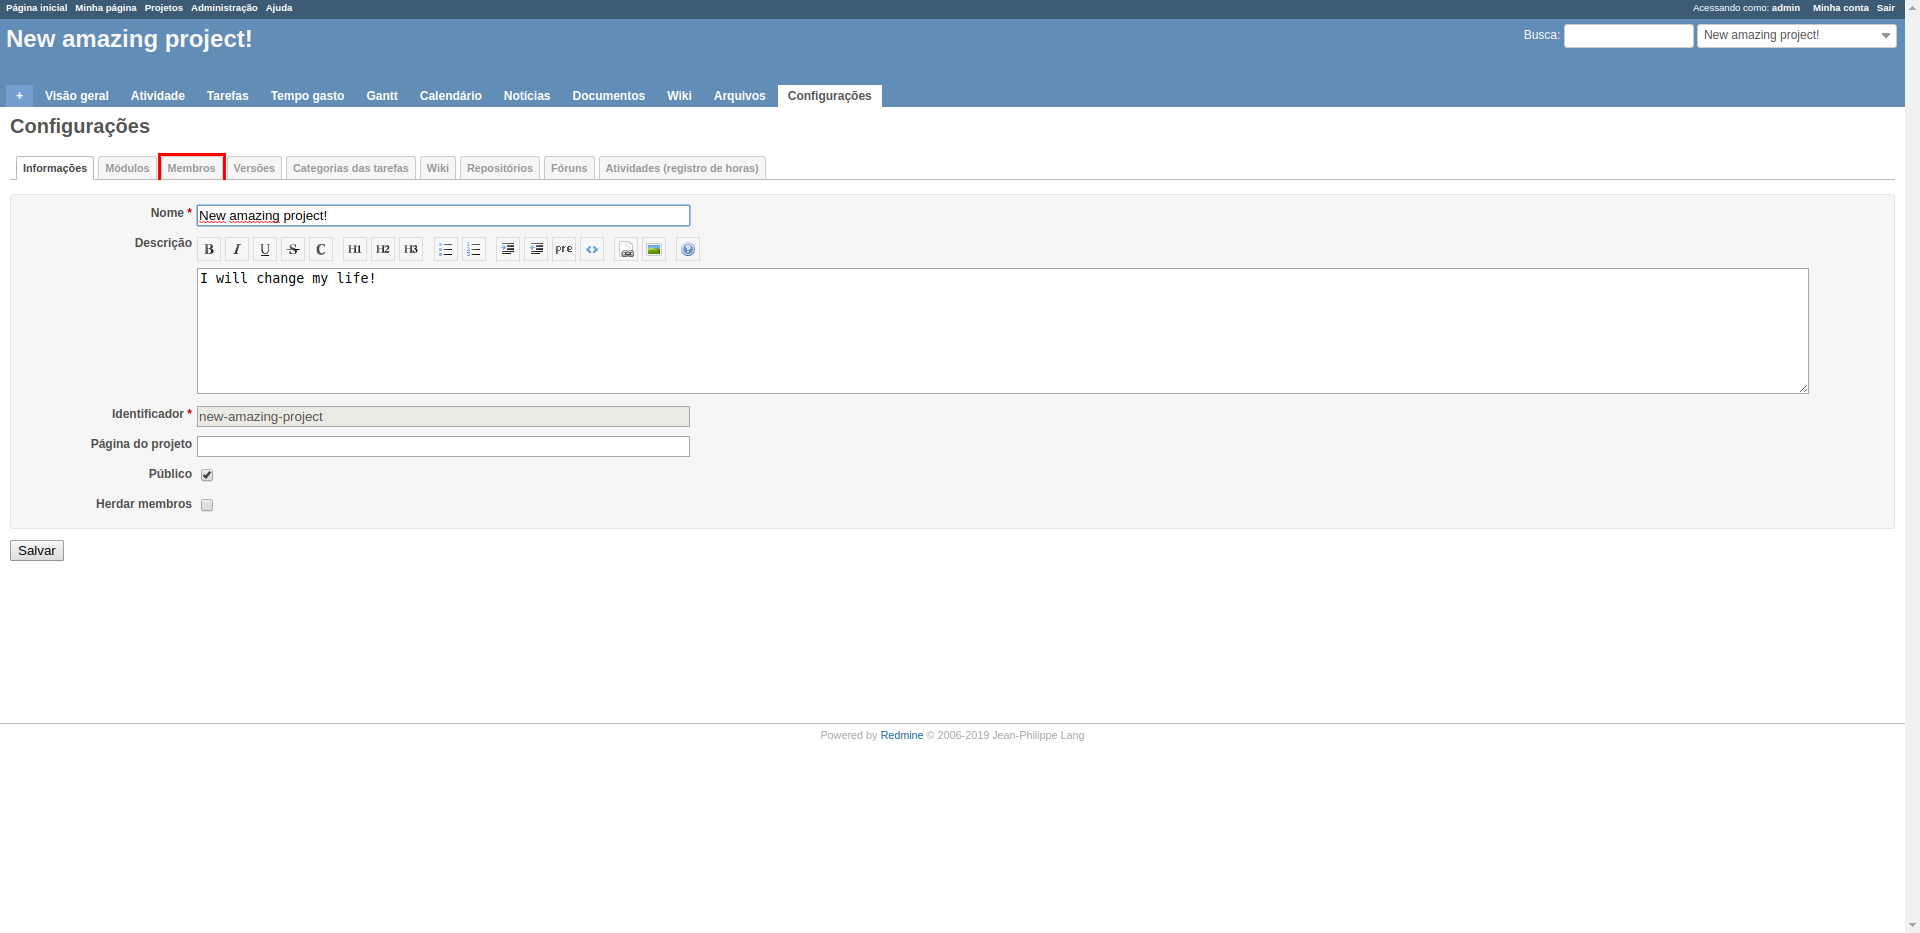 Página inicial Minha página Projetos Administração Ajuda Acessando como: admin Minha conta Sair
New amazing project! Busca: New amazing project!
+ Visão geral Atividade Tarefas Tempo gasto Gantt Calendário Notícias Documentos Wiki Arquivos Configurações
Configurações
Informações Módulos Membros Versões Categorias das tarefas Wiki Repositórios Fóruns Atividades (registro de horas)
Nome * New amazing project!
Descrição B I U S C H1 H2 H3 pre <> ?
I will change my life!
Identificador * new-amazing-project
Página do projeto
Público
Herdar membros
Salvar
Powered by Redmine © 2006-2019 Jean-Philippe Lang